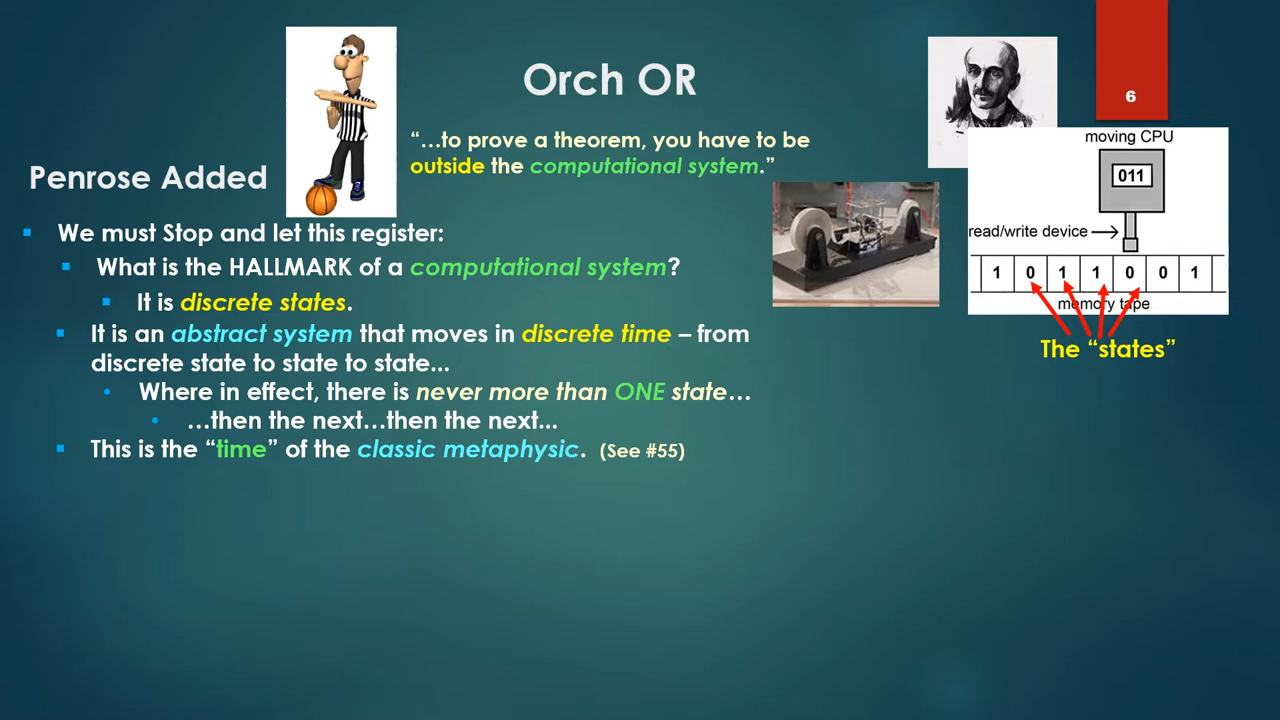 Orch OR
6
“…to prove a theorem, you have to be
outside the computational system.”
Penrose Added
We must Stop and let this register:
What is the HALLMARK of a computational system?
It is discrete states.
It is an abstract system that moves in discrete time – from
discrete state to state to state...
Where in effect, there is never more than ONE state…
…then the next…then the next...
This is the “time” of the classic metaphysic. (See #55)
moving CPU
011
read/write device
1 0 1 1 0 0 1
memory tape
The “states”